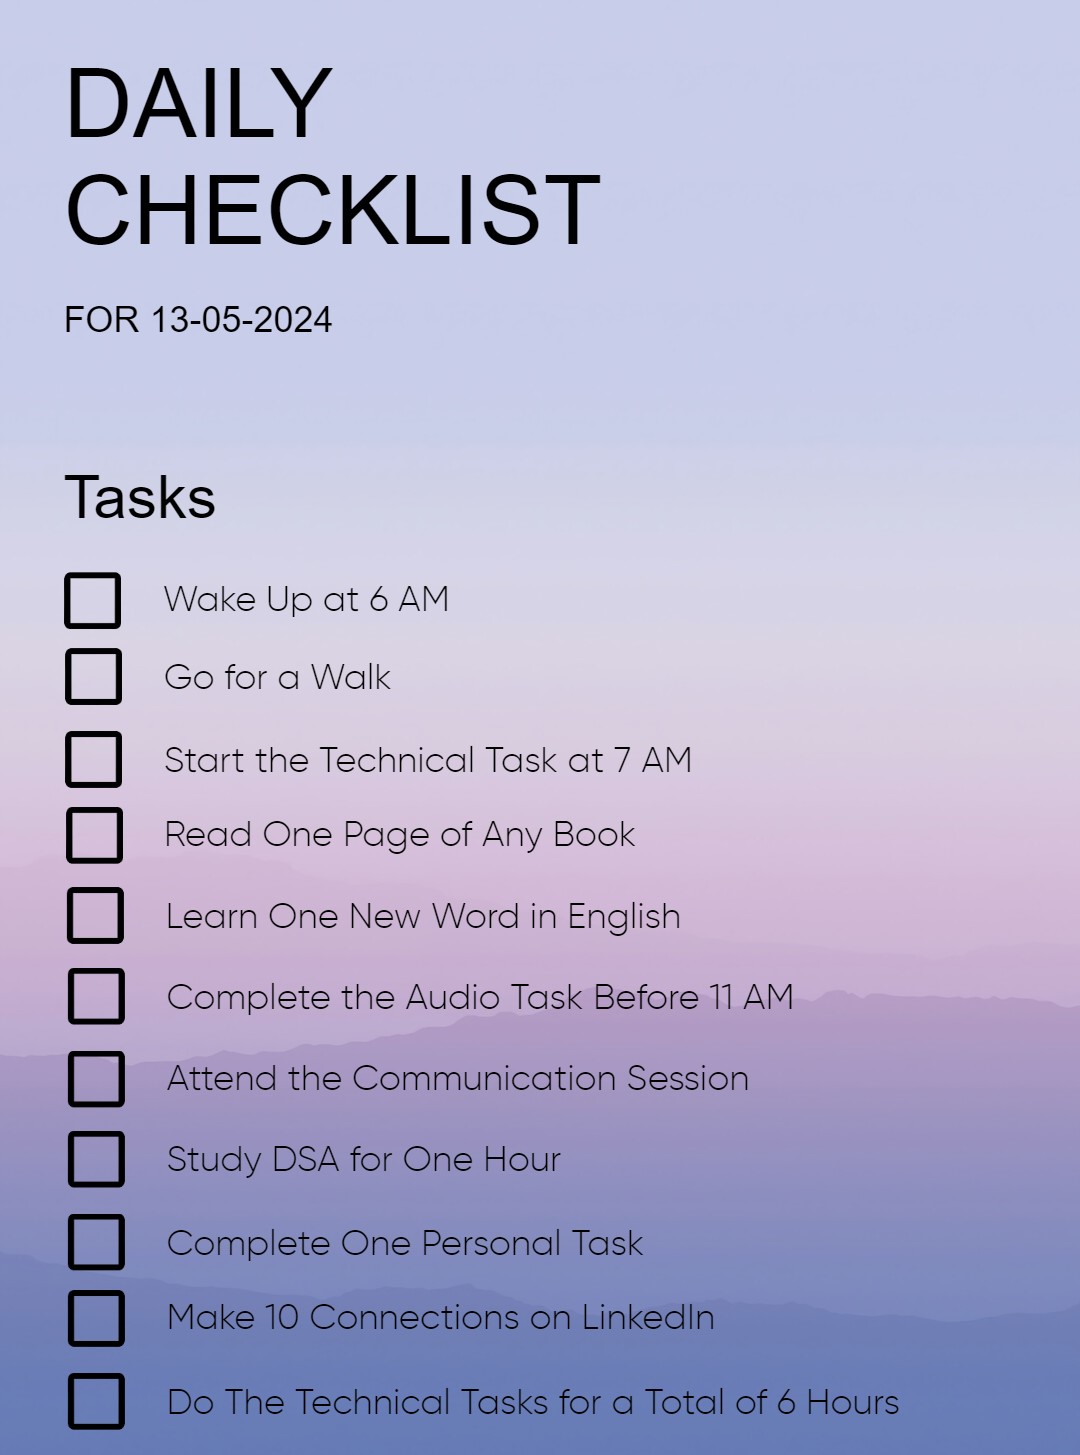 DAILY
CHECKLIST
FOR 13-05-2024
Tasks
Wake Up at 6 AM
Go for a Walk
Start the Technical Task at 7 AM
Read One Page of Any Book
Learn One New Word in English
Complete the Audio Task Before 11 AM
Attend the Communication Session
Study DSA for One Hour
Complete One Personal Task
Make 10 Connections on LinkedIn
Do The Technical Tasks for a Total of 6 Hours